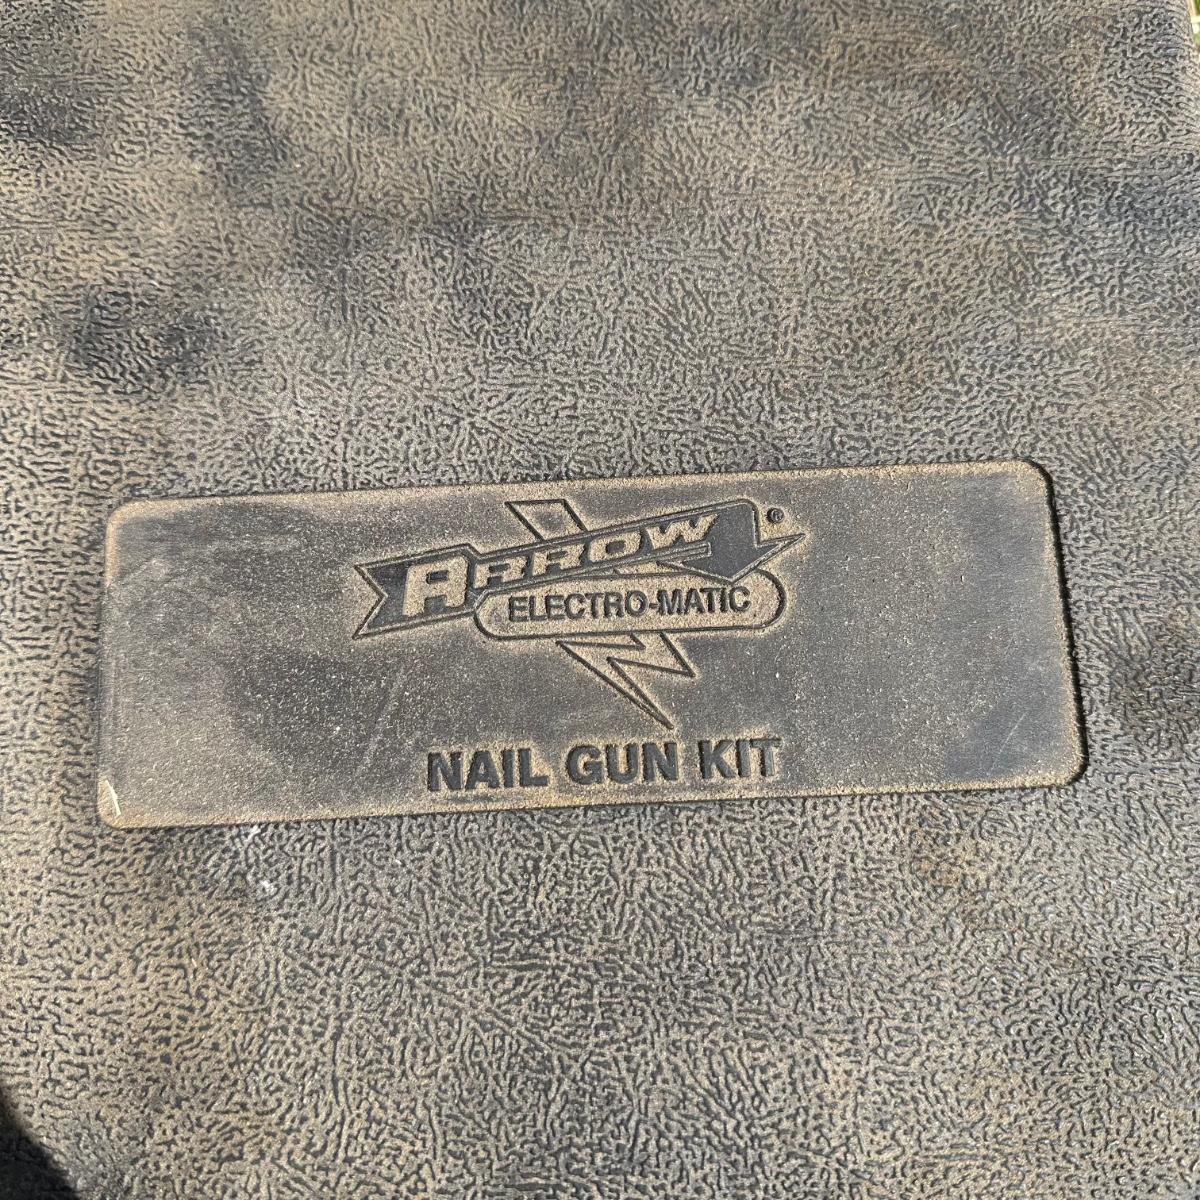 ARROW®
ELECTRO-MATIC
NAIL GUN KIT